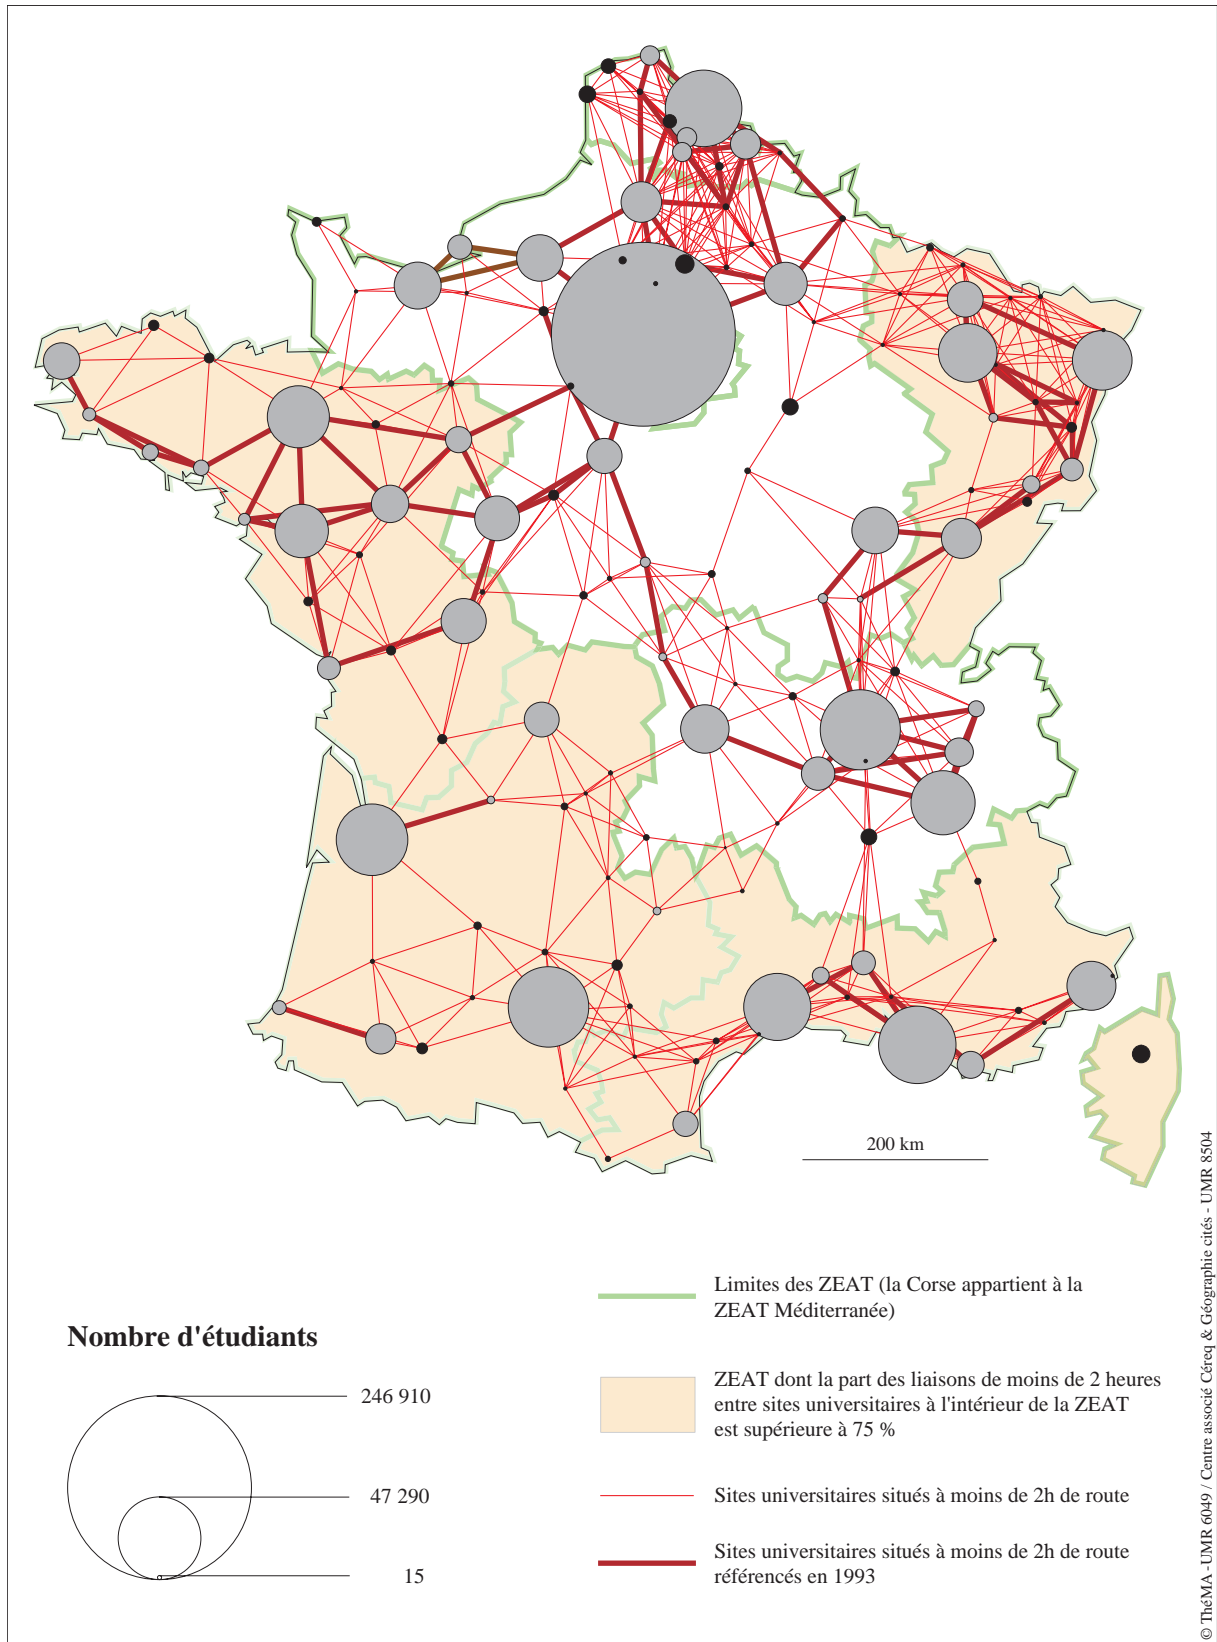 200 km
Limites des ZEAT (la Corse appartient à la
ZEAT Méditerranée)
Nombre d'étudiants
246 910
47 290
15
ZEAT dont la part des liaisons de moins de 2 heures
entre sites universitaires à l'intérieur de la ZEAT
est supérieure à 75 %
Sites universitaires situés à moins de 2h de route
Sites universitaires situés à moins de 2h de route
référencés en 1993
© ThéMA - UMR 6049 / Centre associé Céreq & Géographie cités - UMR 8504